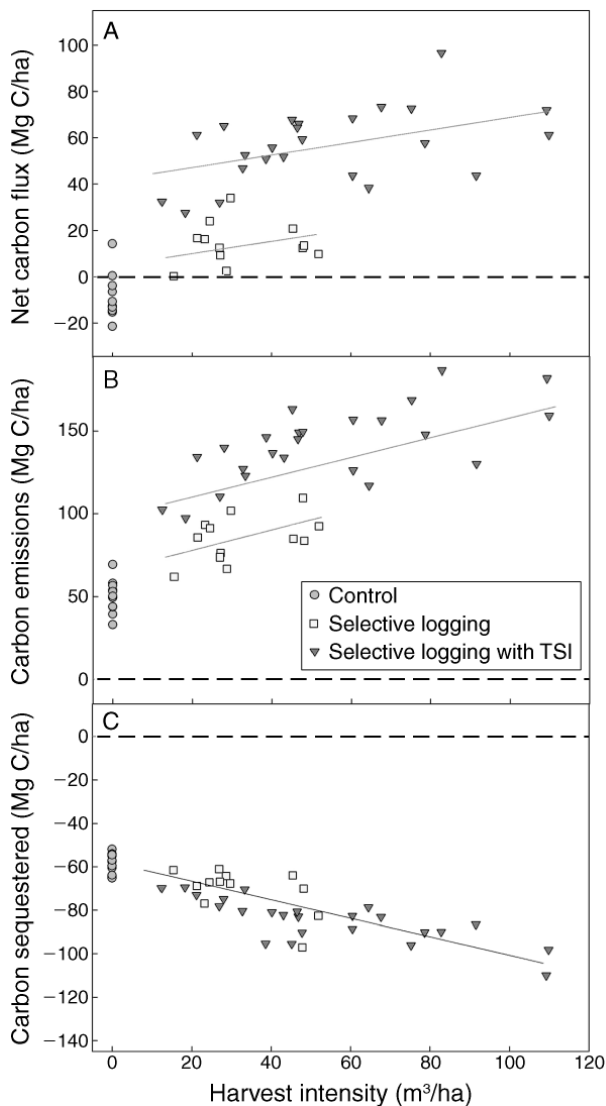 A
Net carbon flux (Mg C/ha)
100
80
60
40
20
0
−20
B
Carbon emissions (Mg C/ha)
150
100
50
0
Control
Selective logging
Selective logging with TSI
C
Carbon sequestered (Mg C/ha)
0
−20
−40
−60
−80
−100
−120
−140
0 20 40 60 80 100 120
Harvest intensity (m³/ha)